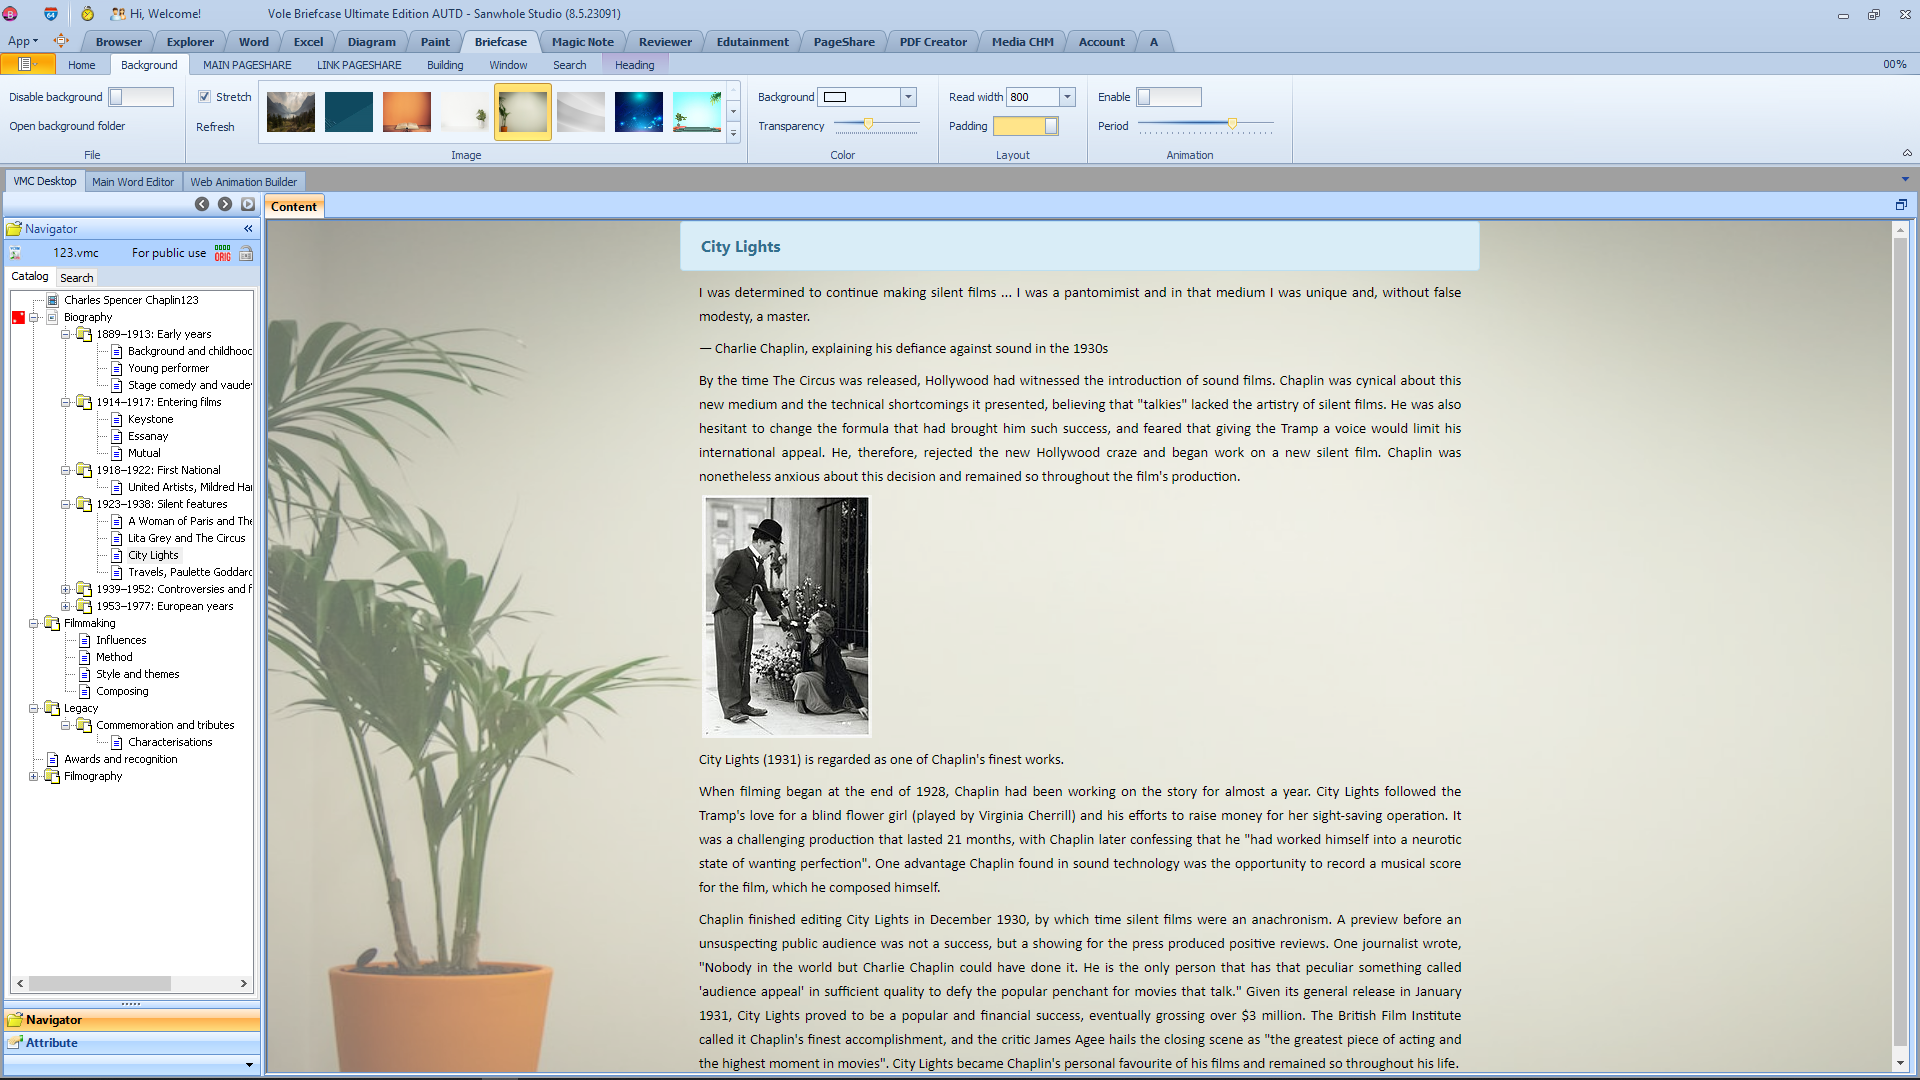 Hi, Welcome!
Vole Briefcase Ultimate Edition AUTD - Sanwhole Studio (8.5.23091)
App
Browser Explorer Word Excel Diagram Paint Briefcase Magic Note Reviewer Edutainment PageShare PDF Creator Media CHM Account A
Home Background MAIN PAGESHARE LINK PAGESHARE Building Window Search Heading 00%
Disable background Stretch Background Read width 800 Enable
Open background folder Refresh Transparency Padding Period
File Image Color Layout Animation
VMC Desktop Main Word Editor Web Animation Builder
Content
Navigator
123.vmc For public use ORIG
Catalog Search
Charles Spencer Chaplin123
Biography
1889–1913: Early years
Background and childhood
Young performer
Stage comedy and vaude
1914–1917: Entering films
Keystone
Essanay
Mutual
1918–1922: First National
United Artists, Mildred Ha
1923–1938: Silent features
A Woman of Paris and The
Lita Grey and The Circus
City Lights
Travels, Paulette Goddard
1939–1952: Controversies and f
1953–1977: European years
Filmmaking
Influences
Method
Style and themes
Composing
Legacy
Commemoration and tributes
Characterisations
Awards and recognition
Filmography
Navigator
Attribute
City Lights
I was determined to continue making silent films ... I was a pantomimist and in that medium I was unique and, without false
modesty, a master.
— Charlie Chaplin, explaining his defiance against sound in the 1930s
By the time The Circus was released, Hollywood had witnessed the introduction of sound films. Chaplin was cynical about this
new medium and the technical shortcomings it presented, believing that "talkies" lacked the artistry of silent films. He was also
hesitant to change the formula that had brought him such success, and feared that giving the Tramp a voice would limit his
international appeal. He, therefore, rejected the new Hollywood craze and began work on a new silent film. Chaplin was
nonetheless anxious about this decision and remained so throughout the film's production.
City Lights (1931) is regarded as one of Chaplin's finest works.
When filming began at the end of 1928, Chaplin had been working on the story for almost a year. City Lights followed the
Tramp's love for a blind flower girl (played by Virginia Cherrill) and his efforts to raise money for her sight-saving operation. It
was a challenging production that lasted 21 months, with Chaplin later confessing that he "had worked himself into a neurotic
state of wanting perfection". One advantage Chaplin found in sound technology was the opportunity to record a musical score
for the film, which he composed himself.
Chaplin finished editing City Lights in December 1930, by which time silent films were an anachronism. A preview before an
unsuspecting public audience was not a success, but a showing for the press produced positive reviews. One journalist wrote,
"Nobody in the world but Charlie Chaplin could have done it. He is the only person that has that peculiar something called
'audience appeal' in sufficient quality to defy the popular penchant for movies that talk." Given its general release in January
1931, City Lights proved to be a popular and financial success, eventually grossing over $3 million. The British Film Institute
called it Chaplin's finest accomplishment, and the critic James Agee hails the closing scene as "the greatest piece of acting and
the highest moment in movies". City Lights became Chaplin's personal favourite of his films and remained so throughout his life.